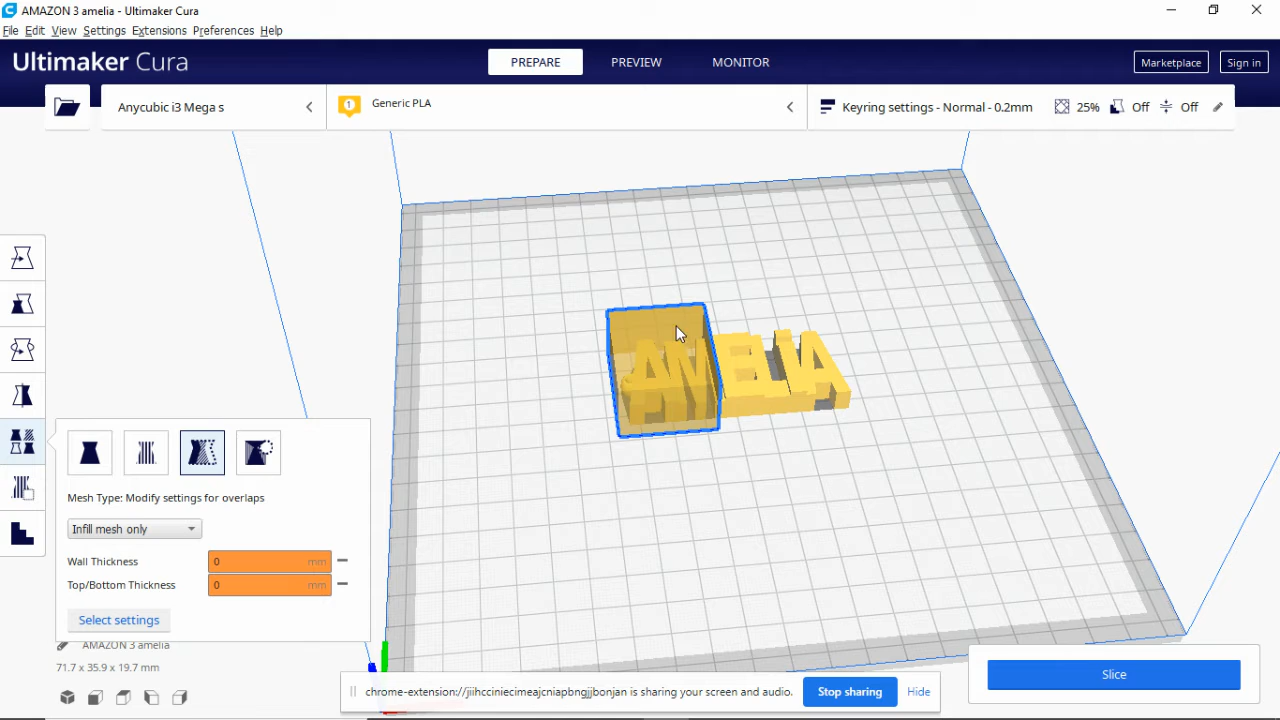 AMAZON 3 amelia - Ultimaker Cura
File Edit View Settings Extensions Preferences Help
Ultimaker Cura
PREPARE
PREVIEW
MONITOR
Marketplace
Sign in
Anycubic i3 Mega s
1
Generic PLA
Keyring settings - Normal - 0.2mm
25%
Off
Off
AMELIA
Mesh Type: Modify settings for overlaps
Infill mesh only
Wall Thickness 0 mm
Top/Bottom Thickness 0 mm
Select settings
AMAZON 3 amelia
71.7 x 35.9 x 19.7 mm
chrome-extension://jiihcciniecimeajcniapbngjjbonjan is sharing your screen and audio.
Stop sharing
Hide
Slice